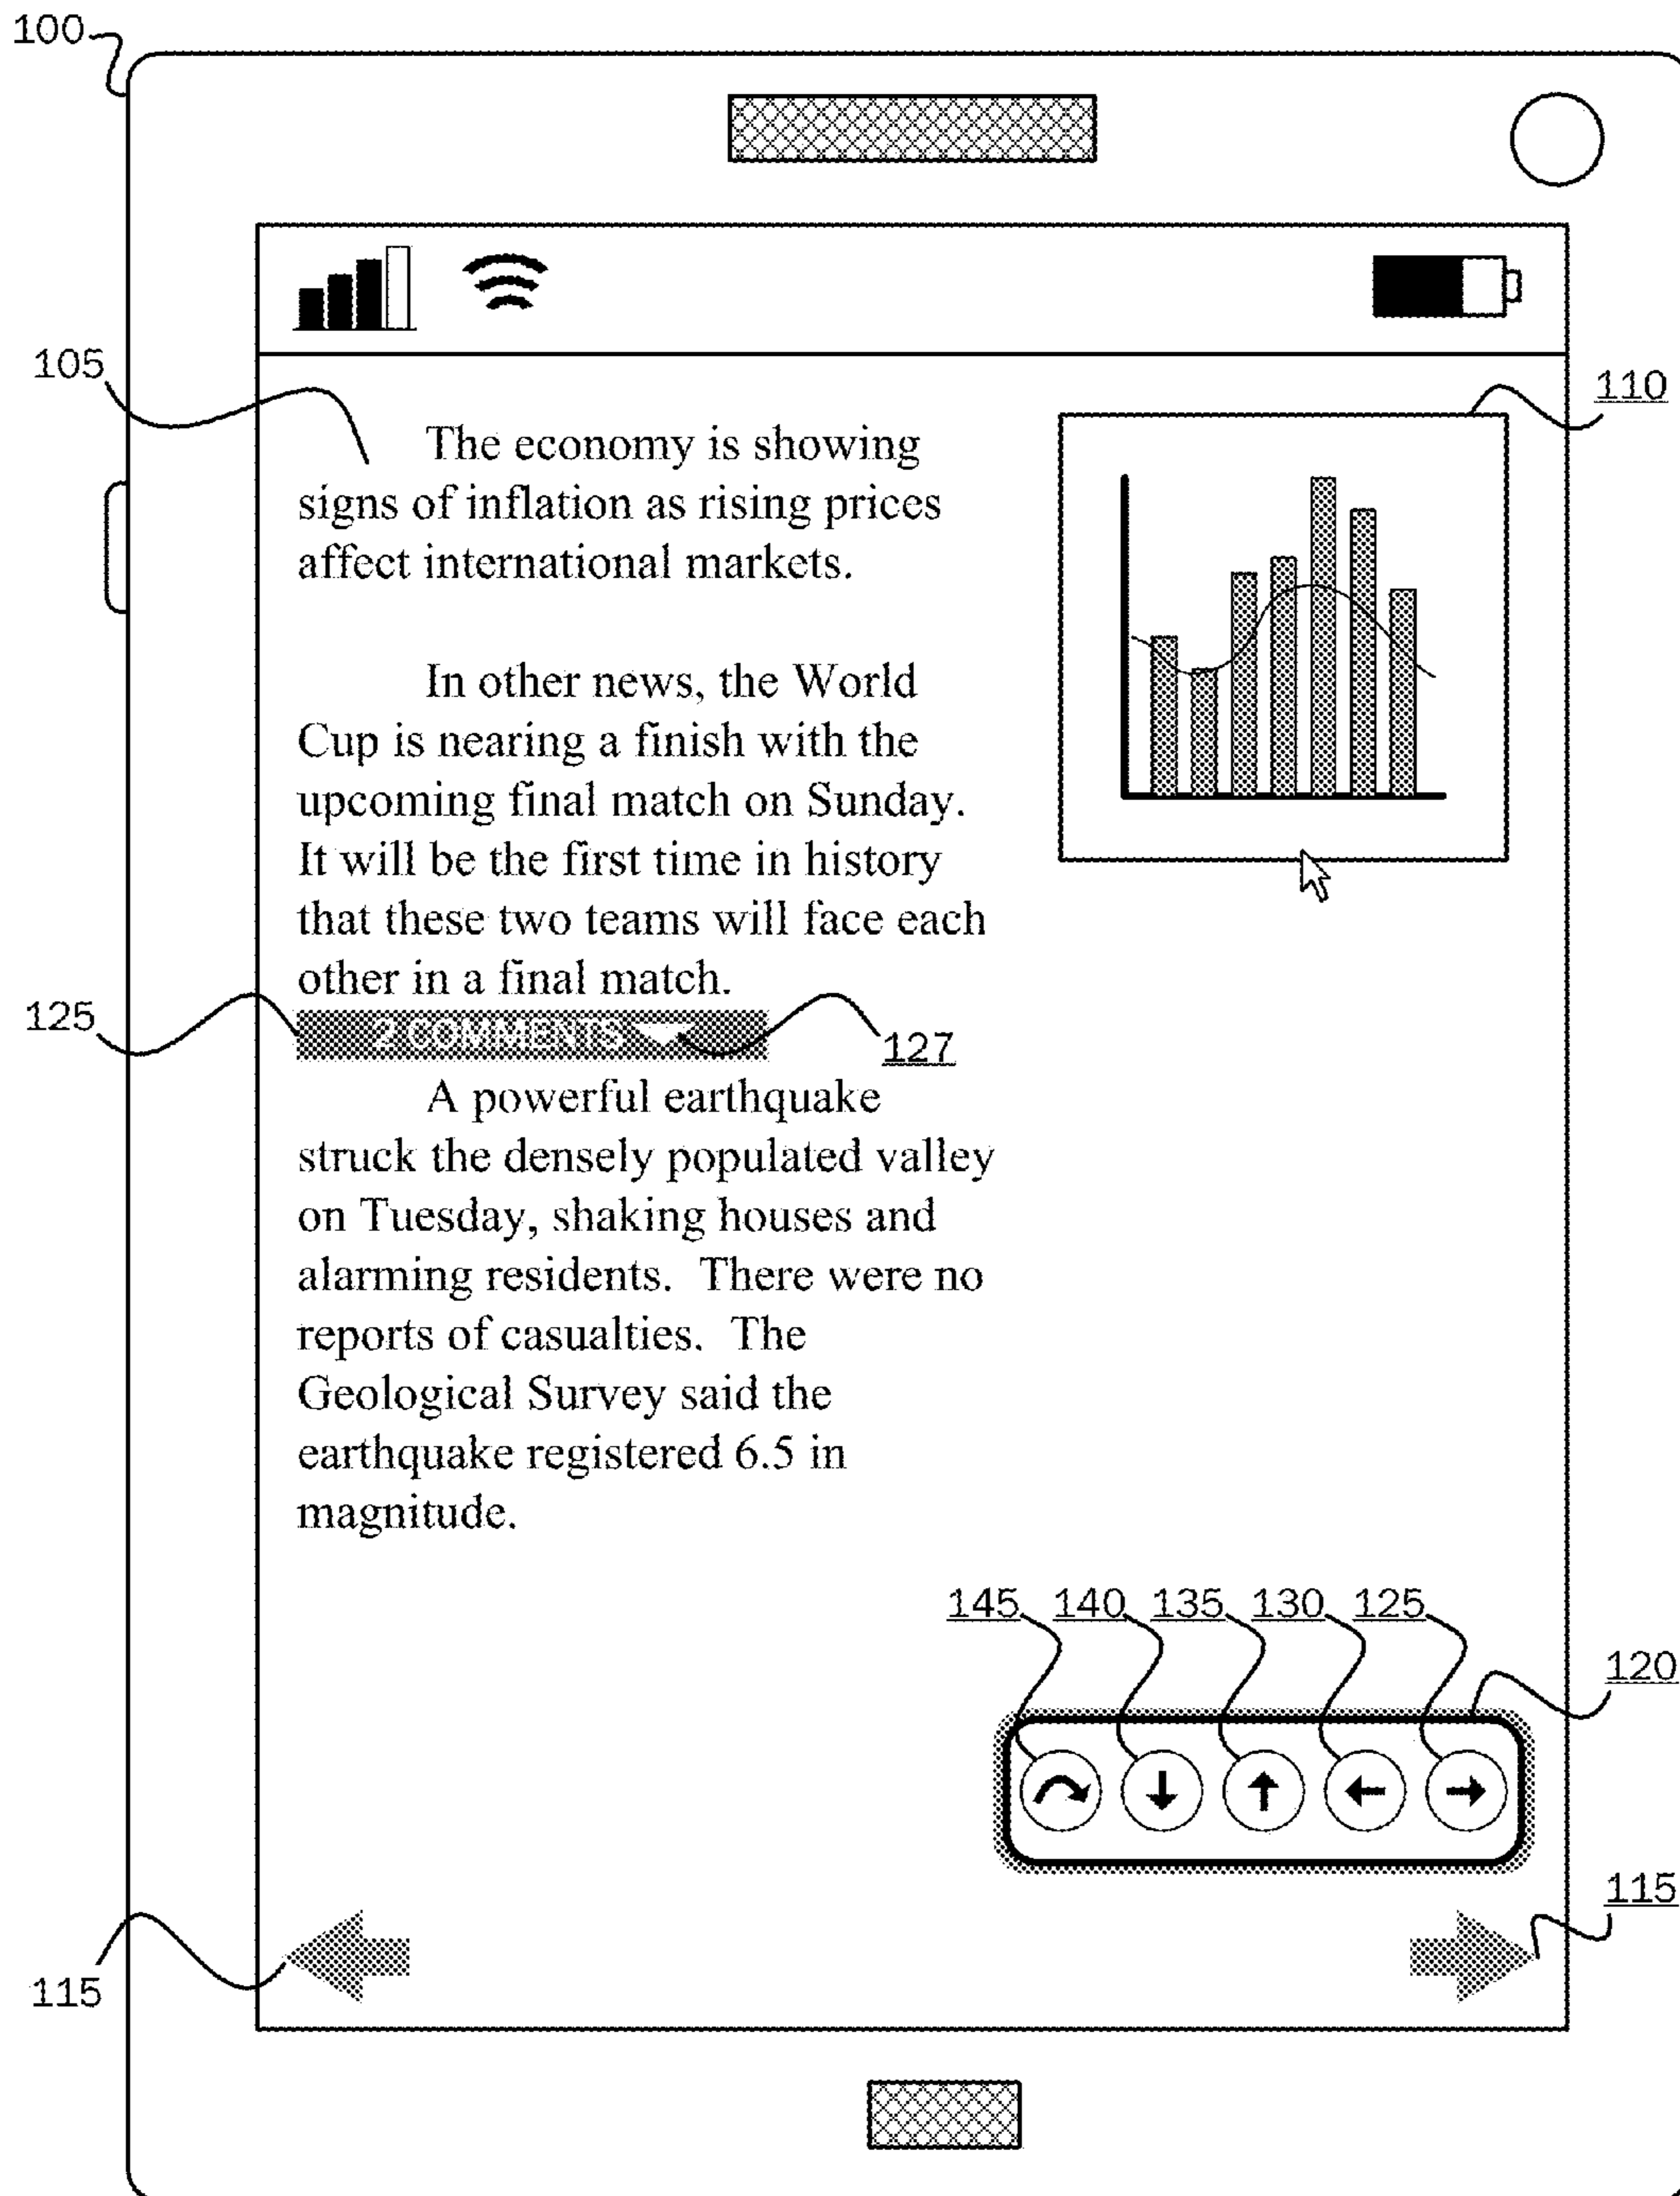 100
105
110
The economy is showing
signs of inflation as rising prices
affect international markets.
In other news, the World
Cup is nearing a finish with the
upcoming final match on Sunday.
It will be the first time in history
that these two teams will face each
other in a final match.
125
2 COMMENTS
127
A powerful earthquake
struck the densely populated valley
on Tuesday, shaking houses and
alarming residents. There were no
reports of casualties. The
Geological Survey said the
earthquake registered 6.5 in
magnitude.
145 140 135 130 125
120
115
115